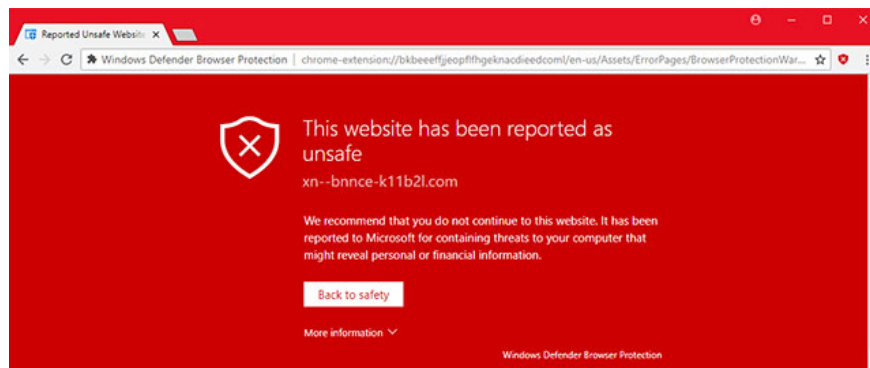 Reported Unsafe Website
Windows Defender Browser Protection | chrome-extension://bkbeeeffjjeopflfhgeknacdieedcoml/en-us/Assets/ErrorPages/BrowserProtectionWar...
This website has been reported as
unsafe
xn--bnnce-k11b2l.com
We recommend that you do not continue to this website. It has been
reported to Microsoft for containing threats to your computer that
might reveal personal or financial information.
Back to safety
More information
Windows Defender Browser Protection